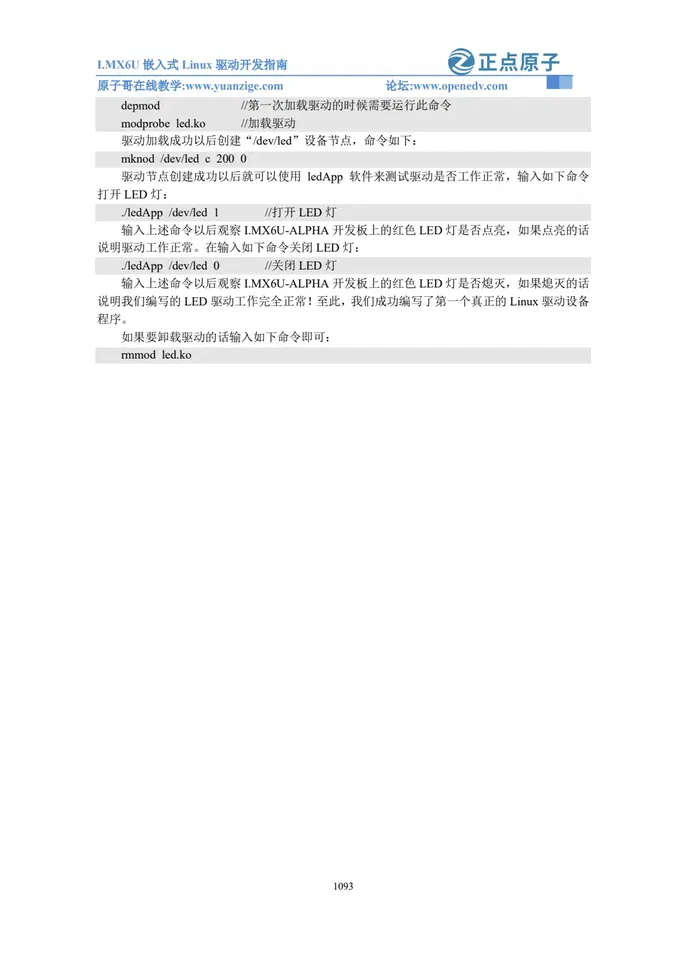 I.MX6U 嵌入式 Linux 驱动开发指南
正点原子
原子哥在线教学:www.yuanzige.com 论坛:www.openedv.com
depmod //第一次加载驱动的时候需要运行此命令
modprobe led.ko //加载驱动
驱动加载成功以后创建“/dev/led”设备节点，命令如下：
mknod /dev/led c 200 0
驱动节点创建成功以后就可以使用 ledApp 软件来测试驱动是否工作正常，输入如下命令
打开 LED 灯：
./ledApp /dev/led 1 //打开 LED 灯
输入上述命令以后观察 I.MX6U-ALPHA 开发板上的红色 LED 灯是否点亮，如果点亮的话
说明驱动工作正常。在输入如下命令关闭 LED 灯：
./ledApp /dev/led 0 //关闭 LED 灯
输入上述命令以后观察 I.MX6U-ALPHA 开发板上的红色 LED 灯是否熄灭，如果熄灭的话
说明我们编写的 LED 驱动工作完全正常！至此，我们成功编写了第一个真正的 Linux 驱动设备
程序。
如果要卸载驱动的话输入如下命令即可：
rmmod led.ko
1093